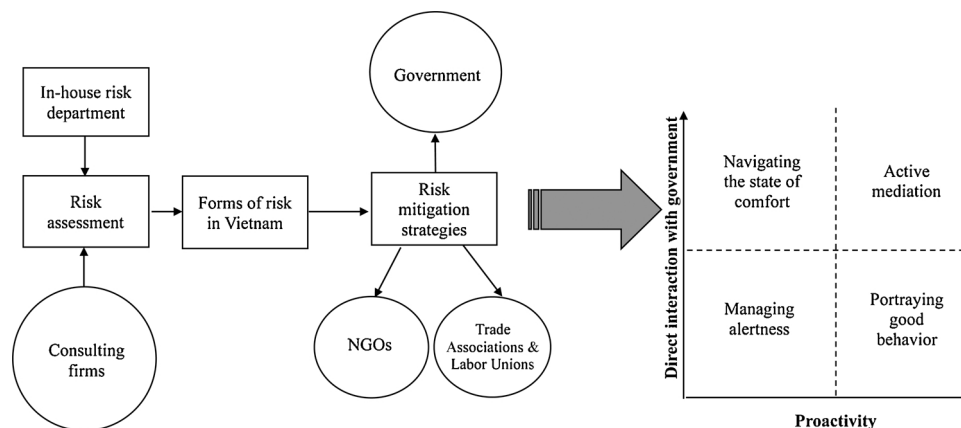 In-house risk
department
Risk
assessment
Consulting
firms
Forms of risk
in Vietnam
Government
Risk
mitigation
strategies
NGOs
Trade
Associations &
Labor Unions
Direct interaction with government
Navigating
the state of
comfort
Active
mediation
Managing
alertness
Portraying
good
behavior
Proactivity